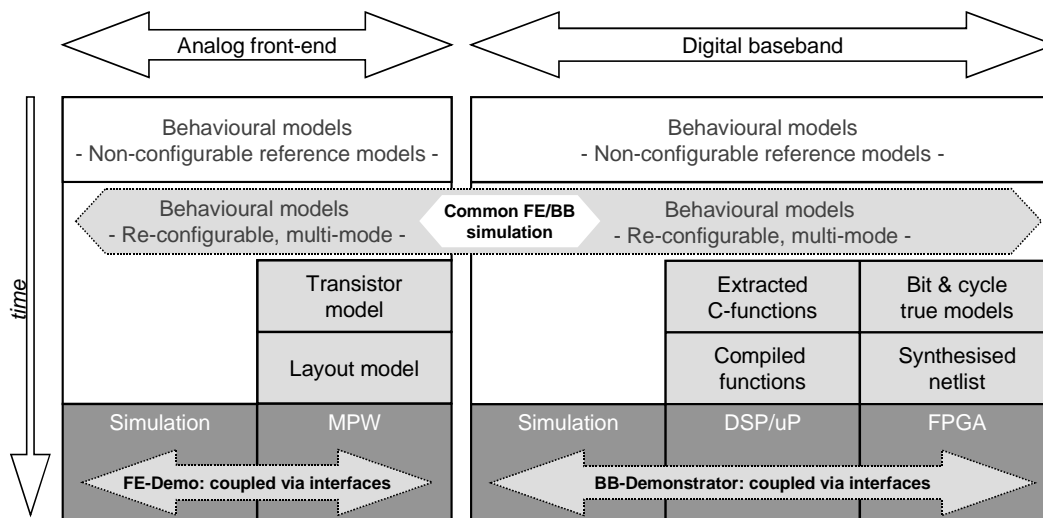 Analog front-end
Digital baseband
time
Behavioural models
- Non-configurable reference models -
Behavioural models
- Non-configurable reference models -
Behavioural models
- Re-configurable, multi-mode -
Common FE/BB
simulation
Behavioural models
- Re-configurable, multi-mode -
Transistor
model
Extracted
C-functions
Bit & cycle
true models
Layout model
Compiled
functions
Synthesised
netlist
Simulation
MPW
Simulation
DSP/uP
FPGA
FE-Demo: coupled via interfaces
BB-Demonstrator: coupled via interfaces